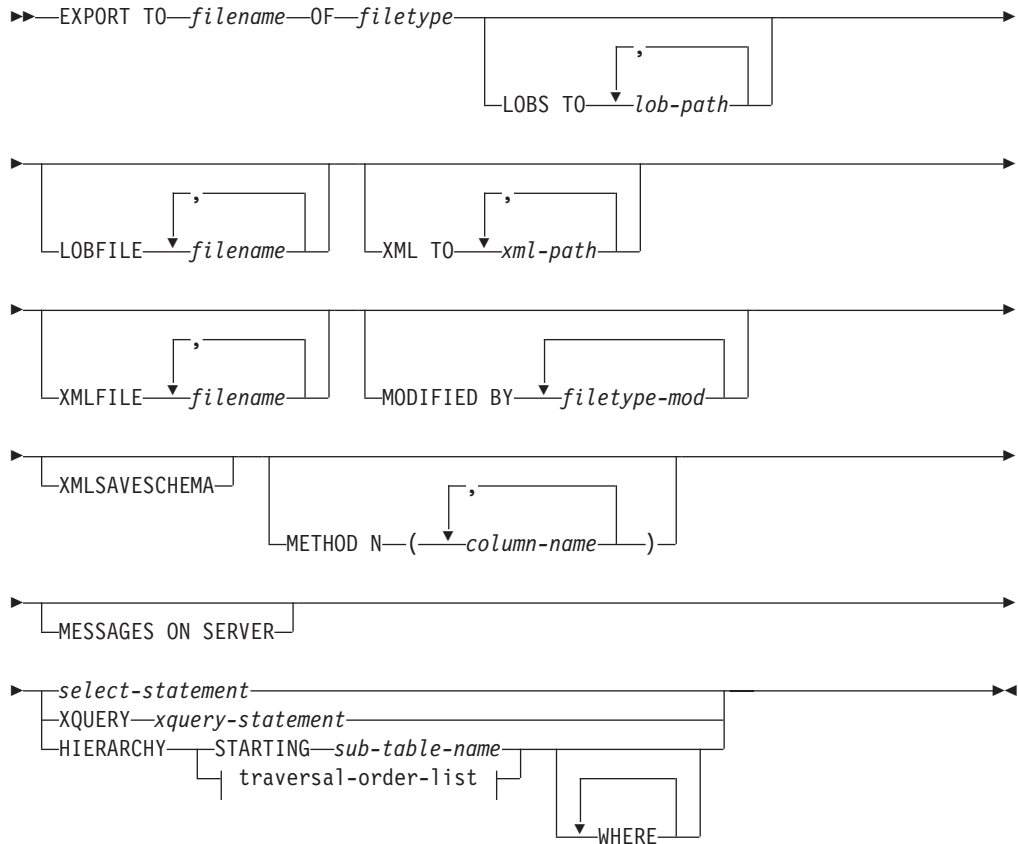 EXPORT TO filename OF filetype
,
LOBS TO lob-path
, ,
LOBFILE filename XML TO xml-path
,
XMLFILE filename MODIFIED BY filetype-mod
XMLSAVESCHEMA
,
METHOD N ( column-name )
MESSAGES ON SERVER
select-statement
XQUERY xquery-statement
HIERARCHY STARTING sub-table-name
traversal-order-list
WHERE